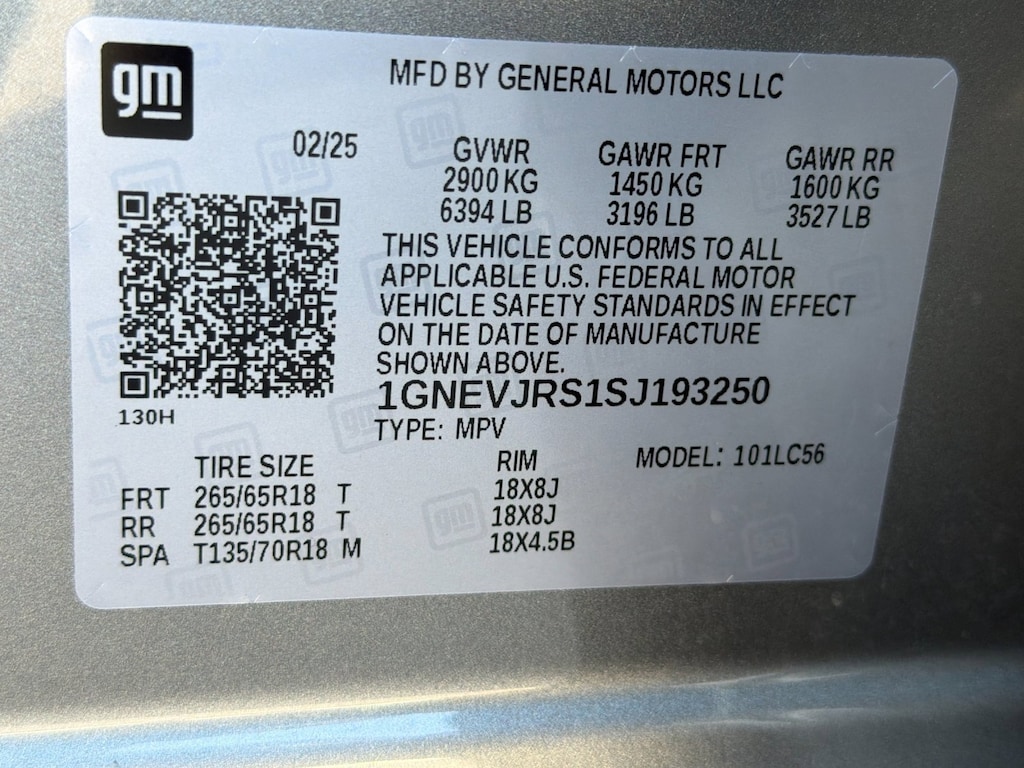 gm
MFD BY GENERAL MOTORS LLC
02/25
GVWR GAWR FRT GAWR RR
2900 KG 1450 KG 1600 KG
6394 LB 3196 LB 3527 LB
THIS VEHICLE CONFORMS TO ALL
APPLICABLE U.S. FEDERAL MOTOR
VEHICLE SAFETY STANDARDS IN EFFECT
ON THE DATE OF MANUFACTURE
SHOWN ABOVE.
1GNEVJRS1SJ193250
130H
TYPE: MPV
TIRE SIZE RIM MODEL: 101LC56
FRT 265/65R18 T 18X8J
RR 265/65R18 T 18X8J
SPA T135/70R18 M 18X4.5B